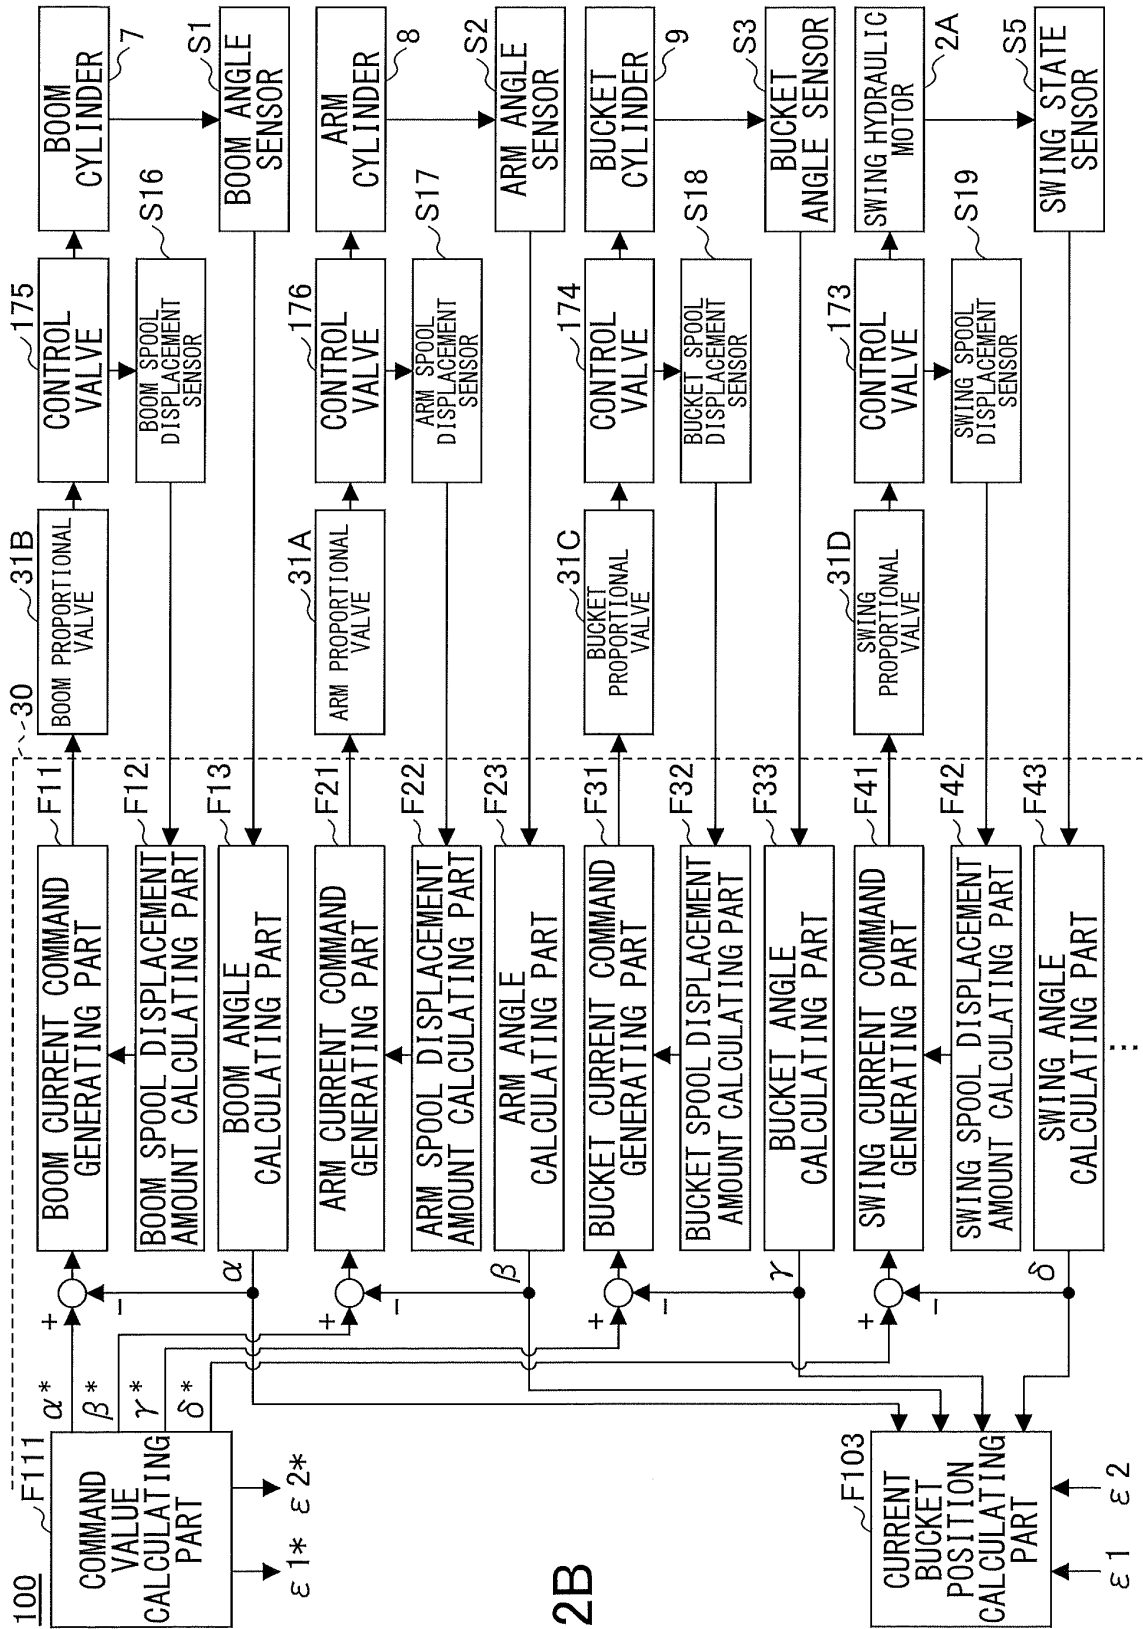 100
F111
COMMAND
VALUE
CALCULATING
PART
α*
β*
γ*
δ*
ε1*
ε2*
30
+
−
F11
BOOM CURRENT COMMAND
GENERATING PART
31B
BOOM PROPORTIONAL
VALVE
175
CONTROL
VALVE
7
BOOM
CYLINDER
F12
BOOM SPOOL DISPLACEMENT
AMOUNT CALCULATING PART
S16
BOOM SPOOL
DISPLACEMENT
SENSOR
F13
BOOM ANGLE
CALCULATING PART
α
S1
BOOM ANGLE
SENSOR
+
−
F21
ARM CURRENT COMMAND
GENERATING PART
31A
ARM PROPORTIONAL
VALVE
176
CONTROL
VALVE
8
ARM
CYLINDER
F22
ARM SPOOL DISPLACEMENT
AMOUNT CALCULATING PART
S17
ARM SPOOL
DISPLACEMENT
SENSOR
F23
ARM ANGLE
CALCULATING PART
β
S2
ARM ANGLE
SENSOR
+
−
F31
BUCKET CURRENT COMMAND
GENERATING PART
31C
BUCKET
PROPORTIONAL
VALVE
174
CONTROL
VALVE
9
BUCKET
CYLINDER
F32
BUCKET SPOOL DISPLACEMENT
AMOUNT CALCULATING PART
S18
BUCKET SPOOL
DISPLACEMENT
SENSOR
F33
BUCKET ANGLE
CALCULATING PART
γ
S3
BUCKET
ANGLE SENSOR
+
−
F41
SWING CURRENT COMMAND
GENERATING PART
31D
SWING
PROPORTIONAL
VALVE
173
CONTROL
VALVE
2A
SWING HYDRAULIC
MOTOR
F42
SWING SPOOL DISPLACEMENT
AMOUNT CALCULATING PART
S19
SWING SPOOL
DISPLACEMENT
SENSOR
F43
SWING ANGLE
CALCULATING PART
δ
S5
SWING STATE
SENSOR
...
F103
CURRENT
BUCKET
POSITION
CALCULATING
PART
ε1
ε2
2B